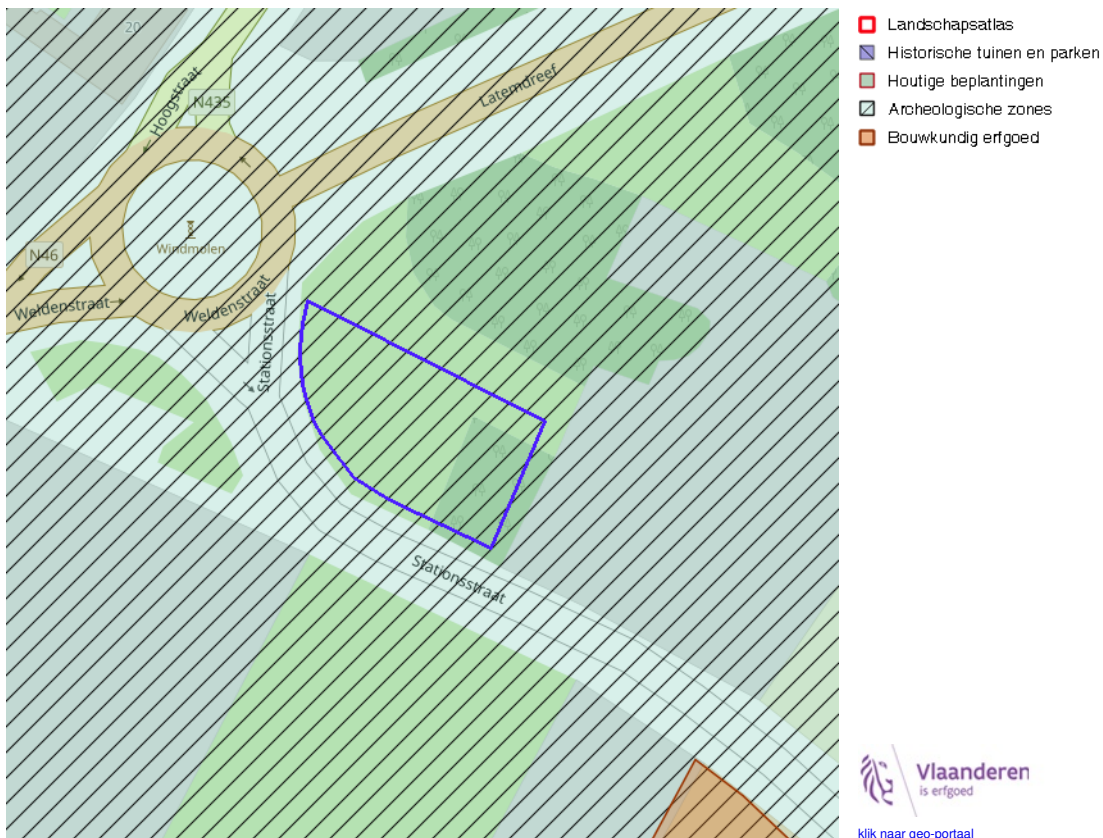 20
Hoogstraat
N435
Latemdreef
Windmolen
N46
Weldenstraat
Weldenstraat
Stationsstraat
Stationsstraat
Landschapsatlas
Historische tuinen en parken
Houtige beplantingen
Archeologische zones
Bouwkundig erfgoed
Vlaanderen
is erfgoed
klik naar geo-portaal